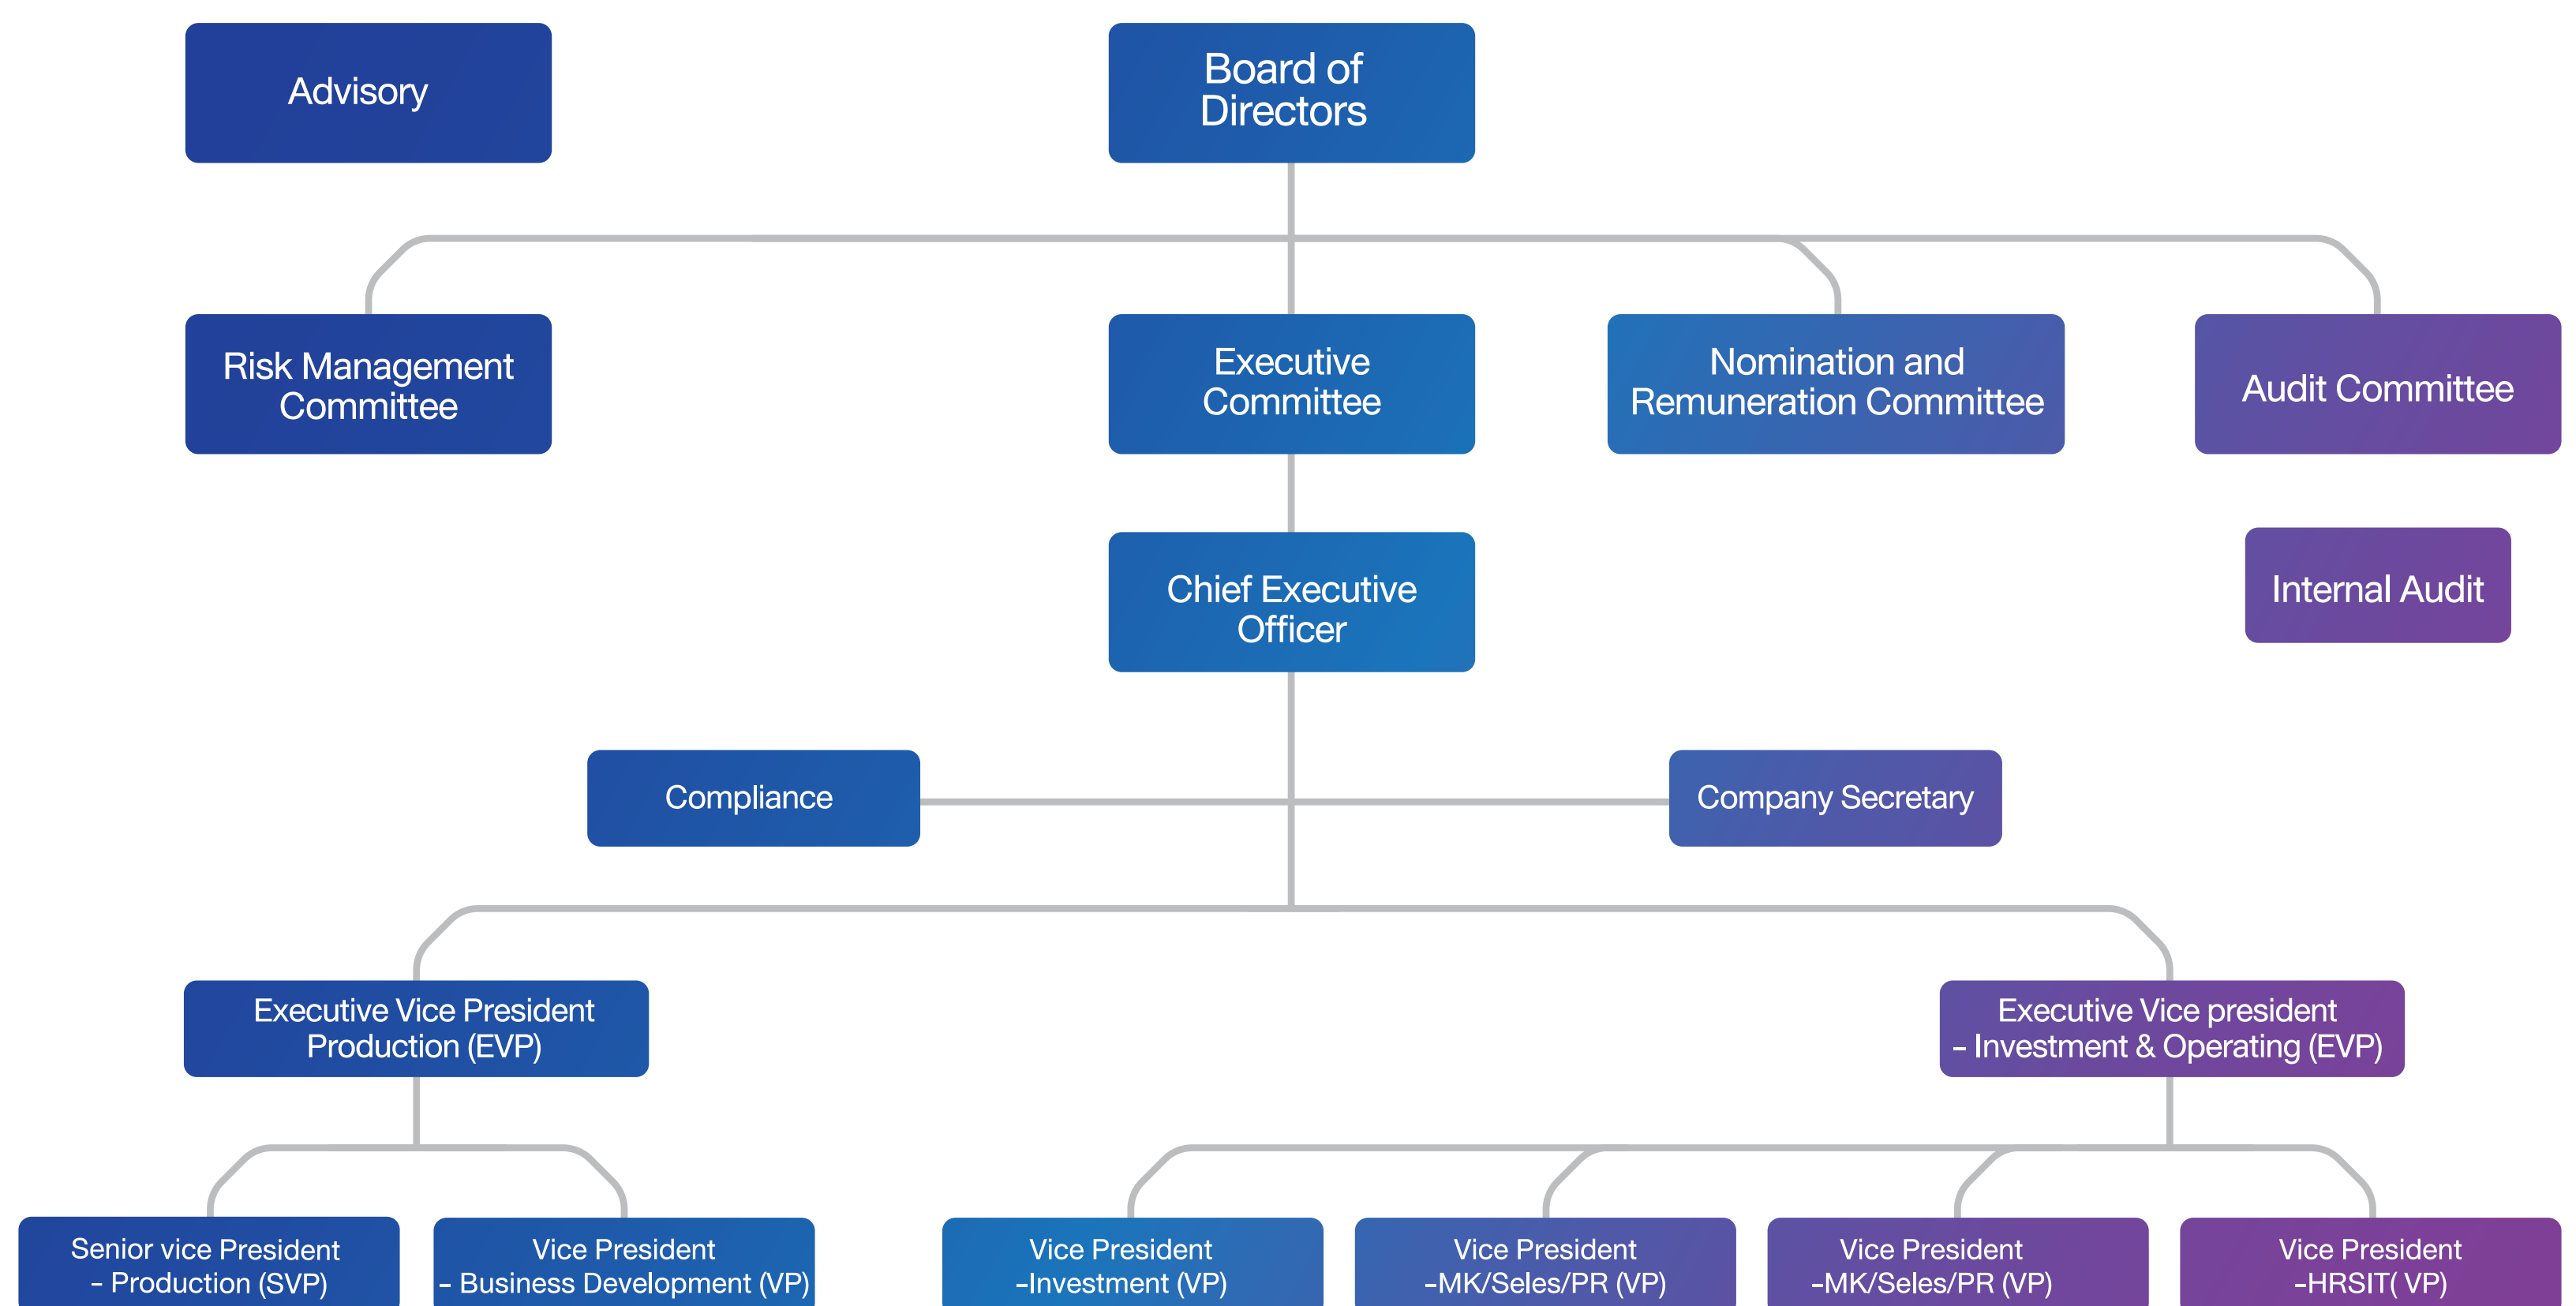 Advisory
Board of
Directors
Risk Management
Committee
Executive
Committee
Nomination and
Remuneration Committee
Audit Committee
Chief Executive
Officer
Internal Audit
Compliance
Company Secretary
Executive Vice President
Production (EVP)
Executive Vice president
- Investment & Operating (EVP)
Senior vice President
- Production (SVP)
Vice President
- Business Development (VP)
Vice President
-Investment (VP)
Vice President
-MK/Seles/PR (VP)
Vice President
-MK/Seles/PR (VP)
Vice President
-HRSIT( VP)